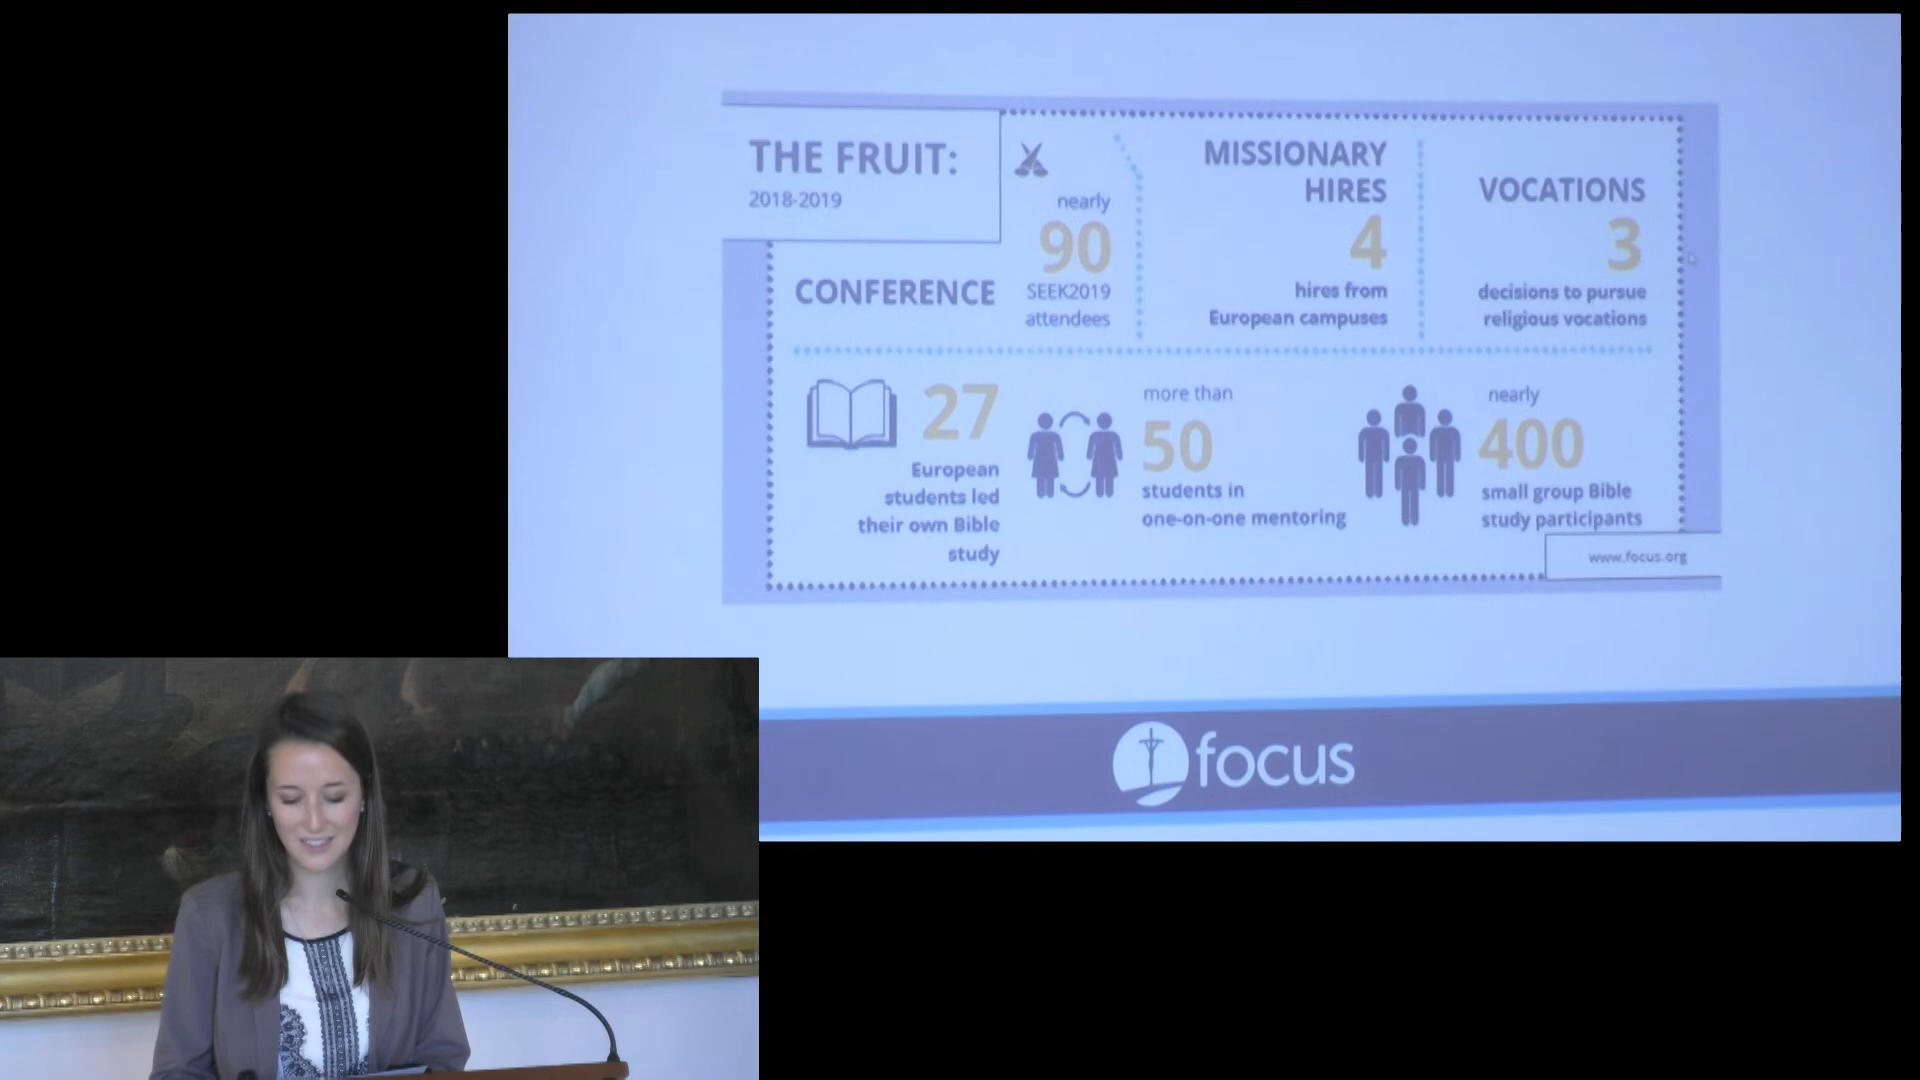 THE FRUIT:
2018-2019
CONFERENCE
nearly
90
SEEK2019
attendees
MISSIONARY
HIRES
4
hires from
European campuses
VOCATIONS
3
decisions to pursue
religious vocations
27
European
students led
their own Bible
study
more than
50
students in
one-on-one mentoring
nearly
400
small group Bible
study participants
www.focus.org
focus